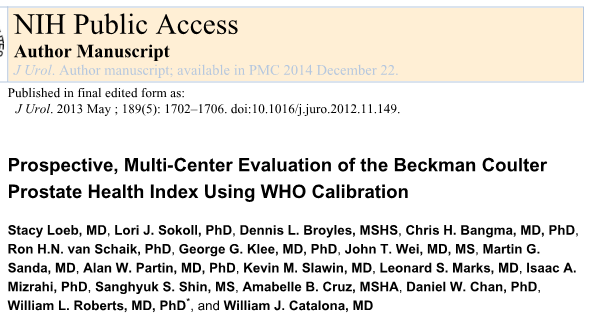 NIH Public Access
Author Manuscript
J Urol. Author manuscript; available in PMC 2014 December 22.
Published in final edited form as:
J Urol. 2013 May ; 189(5): 1702–1706. doi:10.1016/j.juro.2012.11.149.
Prospective, Multi-Center Evaluation of the Beckman Coulter
Prostate Health Index Using WHO Calibration
Stacy Loeb, MD, Lori J. Sokoll, PhD, Dennis L. Broyles, MSHS, Chris H. Bangma, MD, PhD,
Ron H.N. van Schaik, PhD, George G. Klee, MD, PhD, John T. Wei, MD, MS, Martin G.
Sanda, MD, Alan W. Partin, MD, PhD, Kevin M. Slawin, MD, Leonard S. Marks, MD, Isaac A.
Mizrahi, PhD, Sanghyuk S. Shin, MS, Amabelle B. Cruz, MSHA, Daniel W. Chan, PhD,
William L. Roberts, MD, PhD*, and William J. Catalona, MD